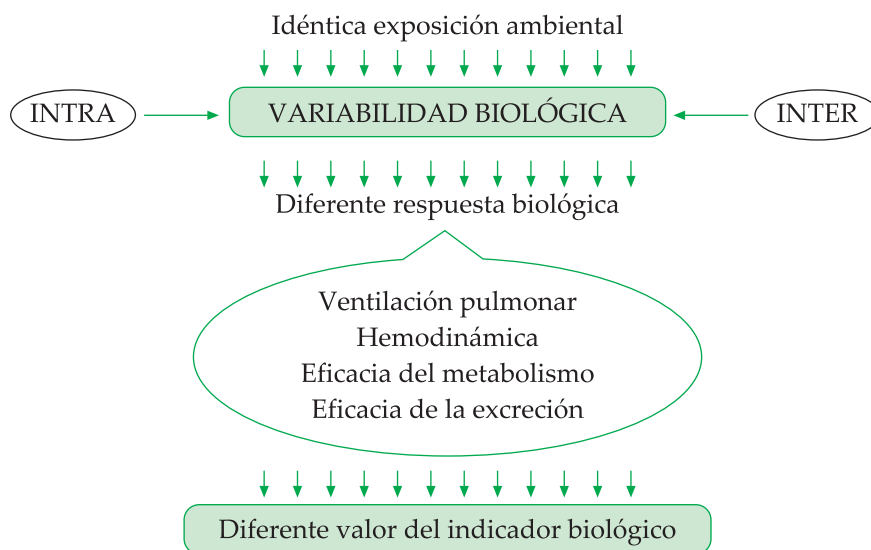 Idéntica exposición ambiental
INTRA
VARIABILIDAD BIOLÓGICA
INTER
Diferente respuesta biológica
Ventilación pulmonar
Hemodinámica
Eficacia del metabolismo
Eficacia de la excreción
Diferente valor del indicador biológico